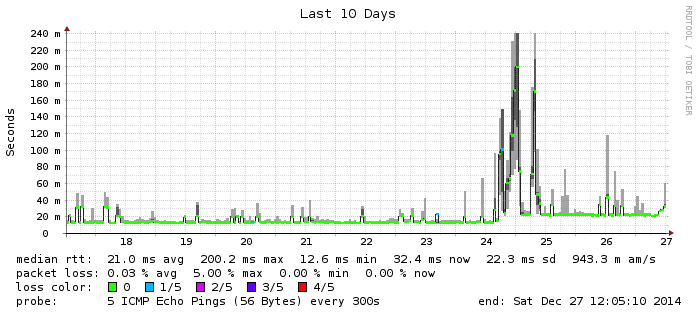 Last 10 Days
RRDTOOL / TOBI OETIKER
Seconds
240 m
220 m
200 m
180 m
160 m
140 m
120 m
100 m
80 m
60 m
40 m
20 m
0
18 19 20 21 22 23 24 25 26 27
median rtt: 21.0 ms avg 200.2 ms max 12.6 ms min 32.4 ms now 22.3 ms sd 943.3 m am/s
packet loss: 0.03 % avg 5.00 % max 0.00 % min 0.00 % now
loss color: 0 1/5 2/5 3/5 4/5
probe: 5 ICMP Echo Pings (56 Bytes) every 300s end: Sat Dec 27 12:05:10 2014